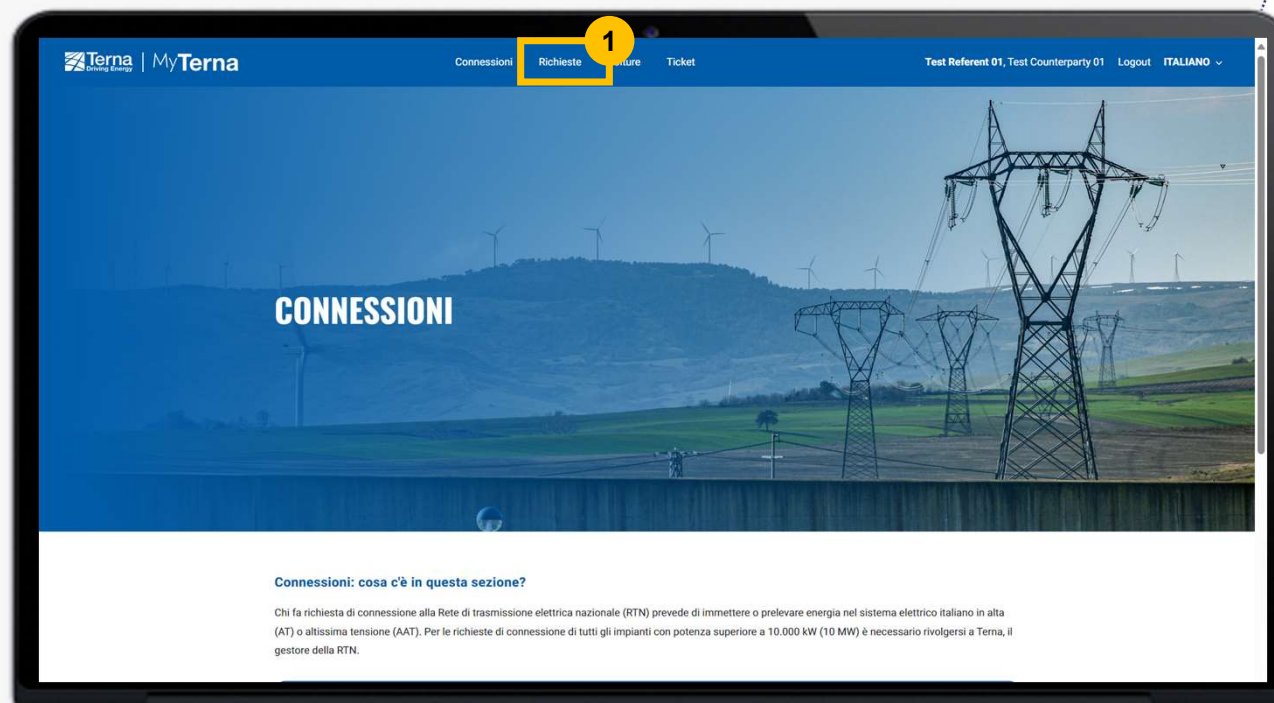 1
Terna
Driving Energy
MyTerna
Connessioni Richieste Ticket
Test Referent 01, Test Counterparty 01 Logout ITALIANO
CONNESSIONI
Connessioni: cosa c'è in questa sezione?
Chi fa richiesta di connessione alla Rete di trasmissione elettrica nazionale (RTN) prevede di immettere o prelevare energia nel sistema elettrico italiano in alta
(AT) o altissima tensione (AAT). Per le richieste di connessione di tutti gli impianti con potenza superiore a 10.000 kW (10 MW) è necessario rivolgersi a Terna, il
gestore della RTN.